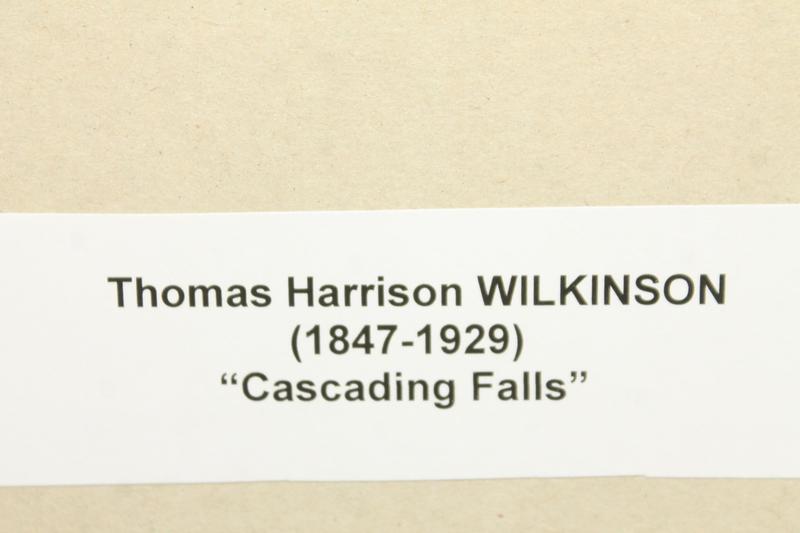 Thomas Harrison WILKINSON
(1847-1929)
“Cascading Falls”